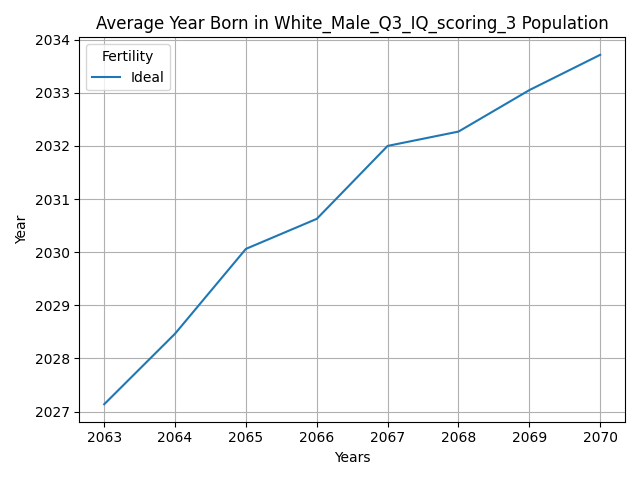 Average Year Born in White_Male_Q3_IQ_scoring_3 Population
Fertility
Ideal
2034
2033
2032
2031
2030
2029
2028
2027
Year
2063 2064 2065 2066 2067 2068 2069 2070
Years